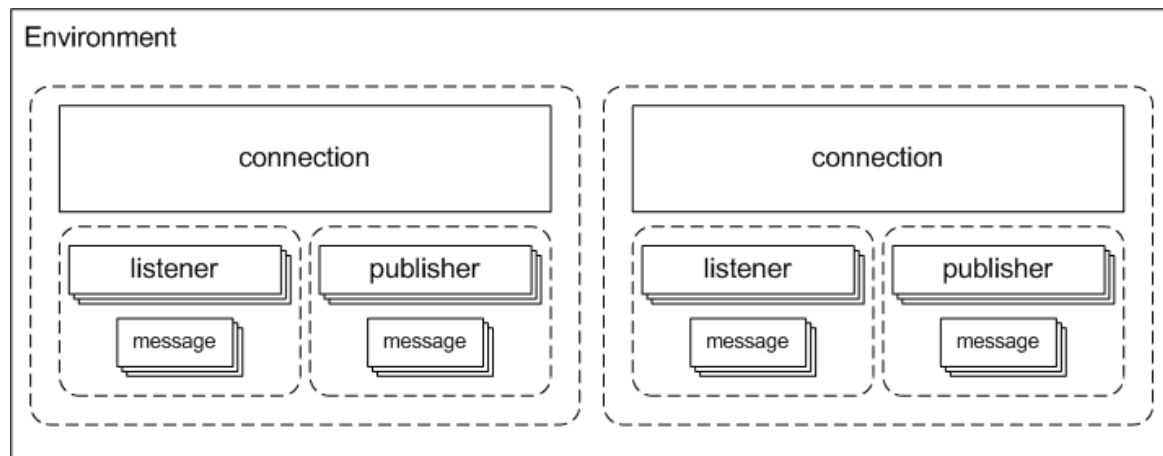 Environment
connection
connection
listener
publisher
listener
publisher
message
message
message
message